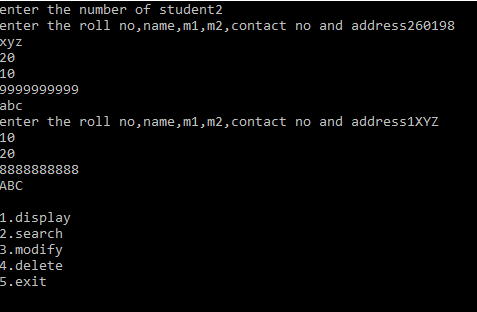 enter the number of student2
enter the roll no,name,m1,m2,contact no and address260198
xyz
20
10
9999999999
abc
enter the roll no,name,m1,m2,contact no and address1XYZ
10
20
8888888888
ABC
1.display
2.search
3.modify
4.delete
5.exit